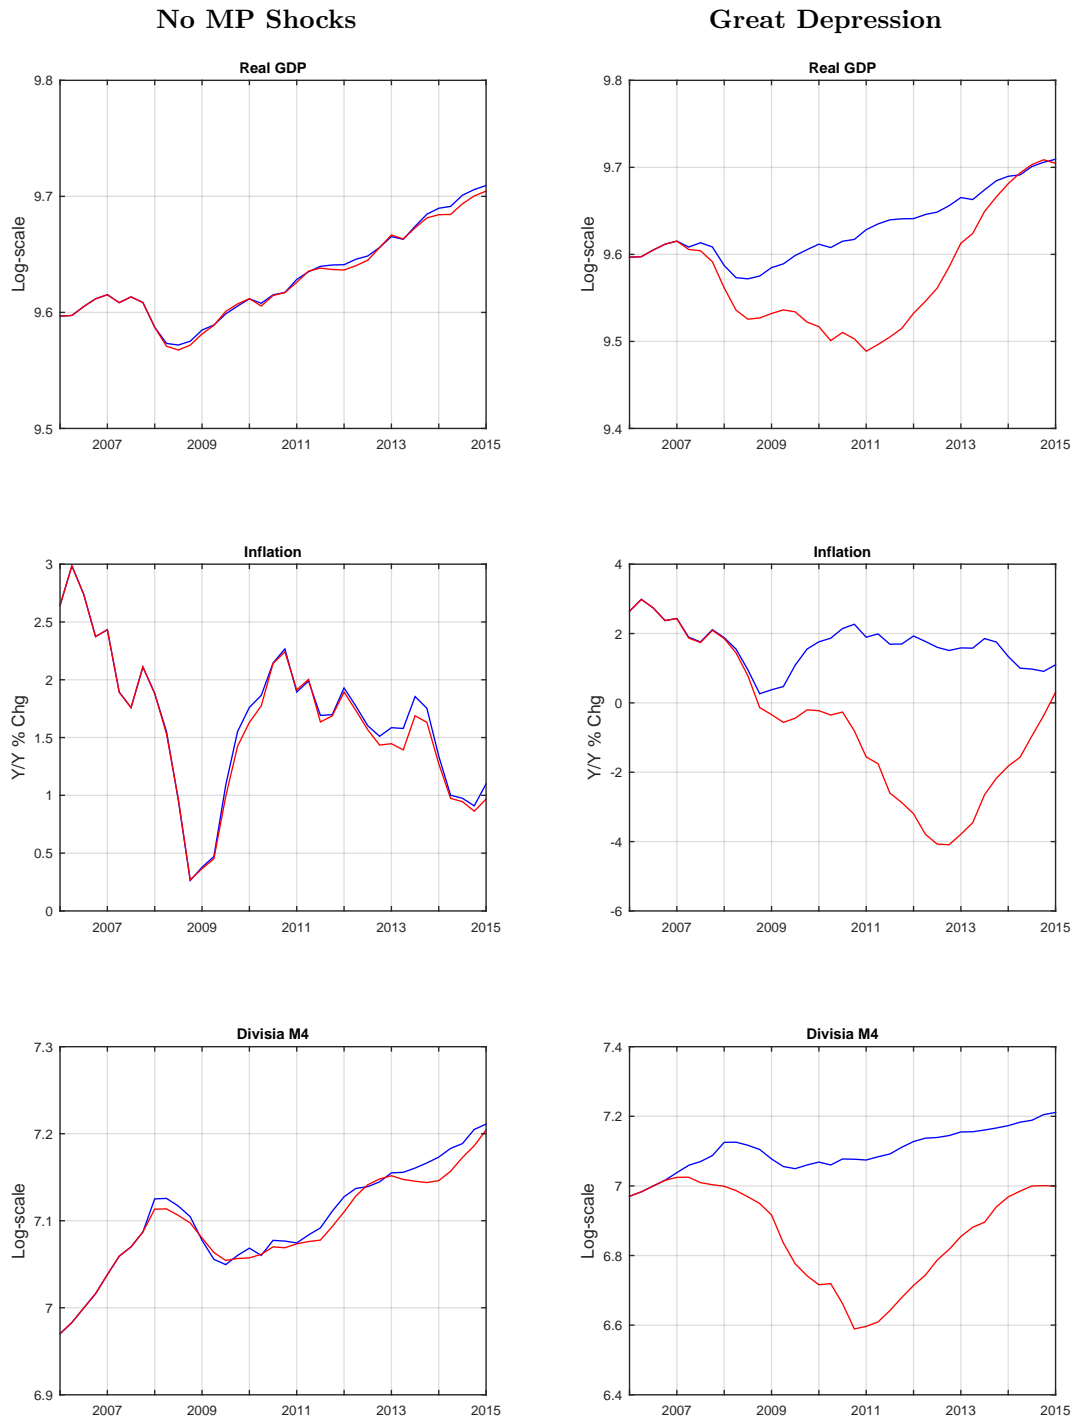 No MP Shocks
Great Depression
Real GDP
9.8
9.7
9.6
9.5
Log-scale
2007 2009 2011 2013 2015
Real GDP
9.8
9.7
9.6
9.5
9.4
Log-scale
2007 2009 2011 2013 2015
Inflation
3
2.5
2
1.5
1
0.5
0
Y/Y % Chg
2007 2009 2011 2013 2015
Inflation
4
2
0
-2
-4
-6
Y/Y % Chg
2007 2009 2011 2013 2015
Divisia M4
7.3
7.2
7.1
7
6.9
Log-scale
2007 2009 2011 2013 2015
Divisia M4
7.4
7.2
7
6.8
6.6
6.4
Log-scale
2007 2009 2011 2013 2015